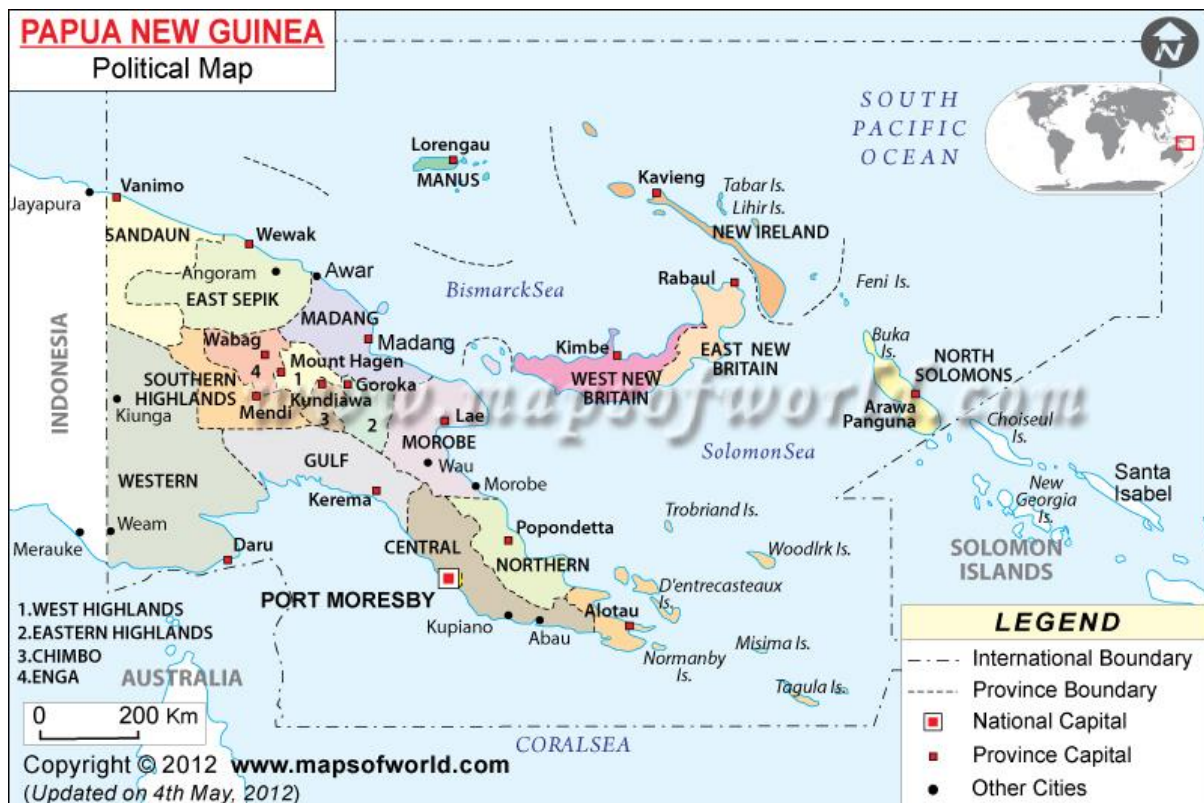 PAPUA NEW GUINEA
Political Map
SOUTH
PACIFIC
OCEAN
Lorengau
MANUS
Kavieng
Tabar Is.
Lihir Is.
NEW IRELAND
Jayapura
Vanimo
SANDAUN
Wewak
Angoram
Awar
EAST SEPIK
BismarckSea
Rabaul
Feni Is.
MADANG
Madang
Wabag
4
Mount Hagen
1
Goroka
Kundiawa
3
2
Kimbe
WEST NEW
BRITAIN
EAST NEW
BRITAIN
Buka
Is.
NORTH
SOLOMONS
Arawa
Panguna
Choiseul
Is.
INDONESIA
SOUTHERN
HIGHLANDS
Mendi
Kiunga
www.mapsofworld.com
Lae
MOROBE
Wau
Morobe
SolomonSea
GULF
WESTERN
Kerema
New
Georgia
Is.
Santa
Isabel
Trobriand Is.
Merauke
Weam
Daru
CENTRAL
Popondetta
NORTHERN
Woodlrk Is.
SOLOMON
ISLANDS
D'entrecasteaux
Is.
PORT MORESBY
Alotau
Kupiano
Abau
Normanby
Is.
Misima Is.
Tagula Is.
1.WEST HIGHLANDS
2.EASTERN HIGHLANDS
3.CHIMBO
4.ENGA
AUSTRALIA
0 200 Km
CORALSEA
Copyright © 2012 www.mapsofworld.com
(Updated on 4th May, 2012)
LEGEND
International Boundary
Province Boundary
National Capital
Province Capital
Other Cities